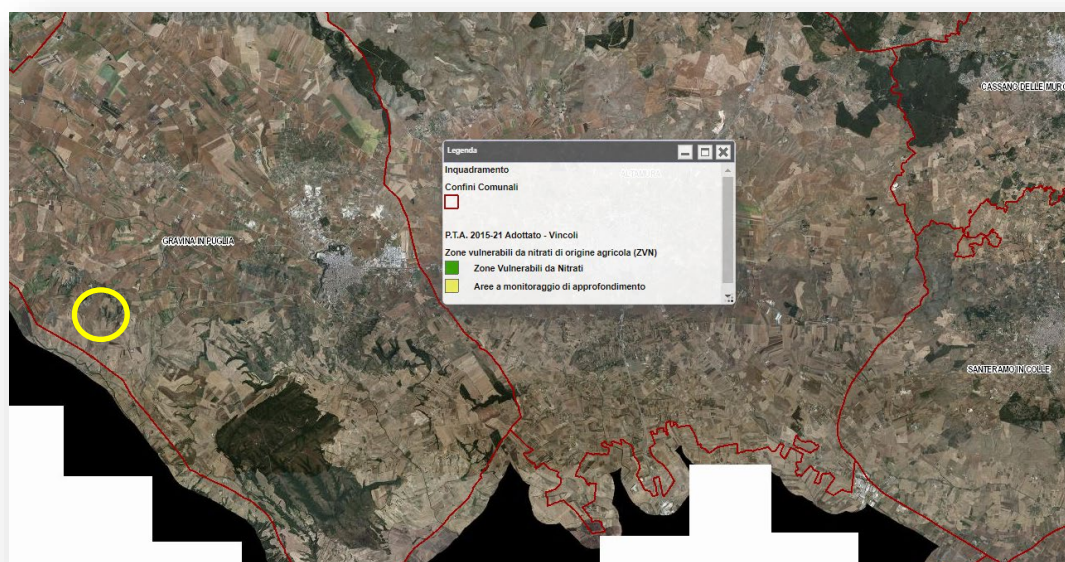 CASSANO DELLE MURG
Legenda
Inquadramento
Confini Comunali
GRAVINA IN PUGLIA
P.T.A. 2015-21 Adottato - Vincoli
Zone vulnerabili da nitrati di origine agricola (ZVN)
Zone Vulnerabili da Nitrati
Aree a monitoraggio di approfondimento
SANTERAMO IN COLLE